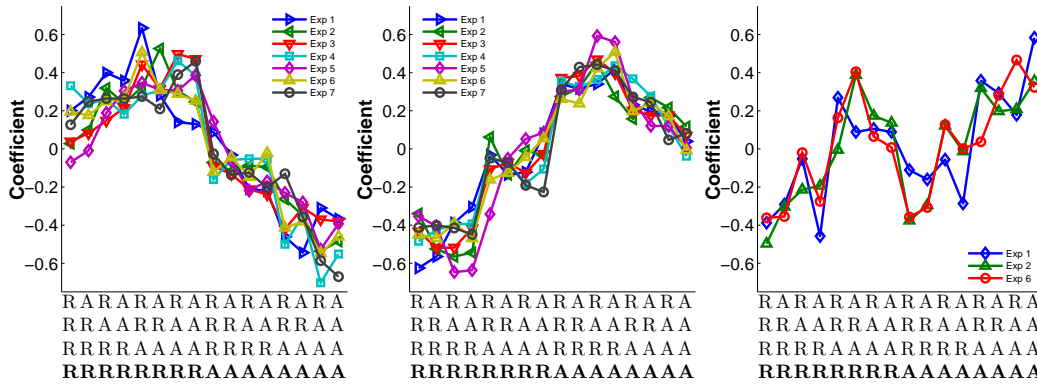 Coefficient
0.6
0.4
0.2
0
−0.2
−0.4
−0.6
Exp 1
Exp 2
Exp 3
Exp 4
Exp 5
Exp 6
Exp 7
R A R A R A R A R A R A R A R A
R R A A R R A A R R A A R R A A
R R R R A A A A R R R R A A A A
R R R R R R R R A A A A A A A A
Coefficient
0.6
0.4
0.2
0
−0.2
−0.4
−0.6
Exp 1
Exp 2
Exp 3
Exp 4
Exp 5
Exp 6
Exp 7
R A R A R A R A R A R A R A R A
R R A A R R A A R R A A R R A A
R R R R A A A A R R R R A A A A
R R R R R R R R A A A A A A A A
Coefficient
0.6
0.4
0.2
0
−0.2
−0.4
−0.6
Exp 1
Exp 2
Exp 6
R A R A R A R A R A R A R A R A
R R A A R R A A R R A A R R A A
R R R R A A A A R R R R A A A A
R R R R R R R R A A A A A A A A